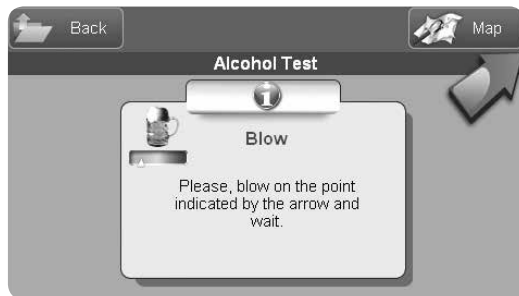 Back
Map
Alcohol Test
Blow
Please, blow on the point
indicated by the arrow and
wait.